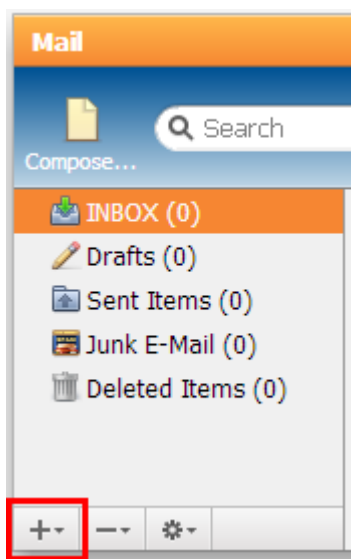 Mail
Search
Compose...
INBOX (0)
Drafts (0)
Sent Items (0)
Junk E-Mail (0)
Deleted Items (0)